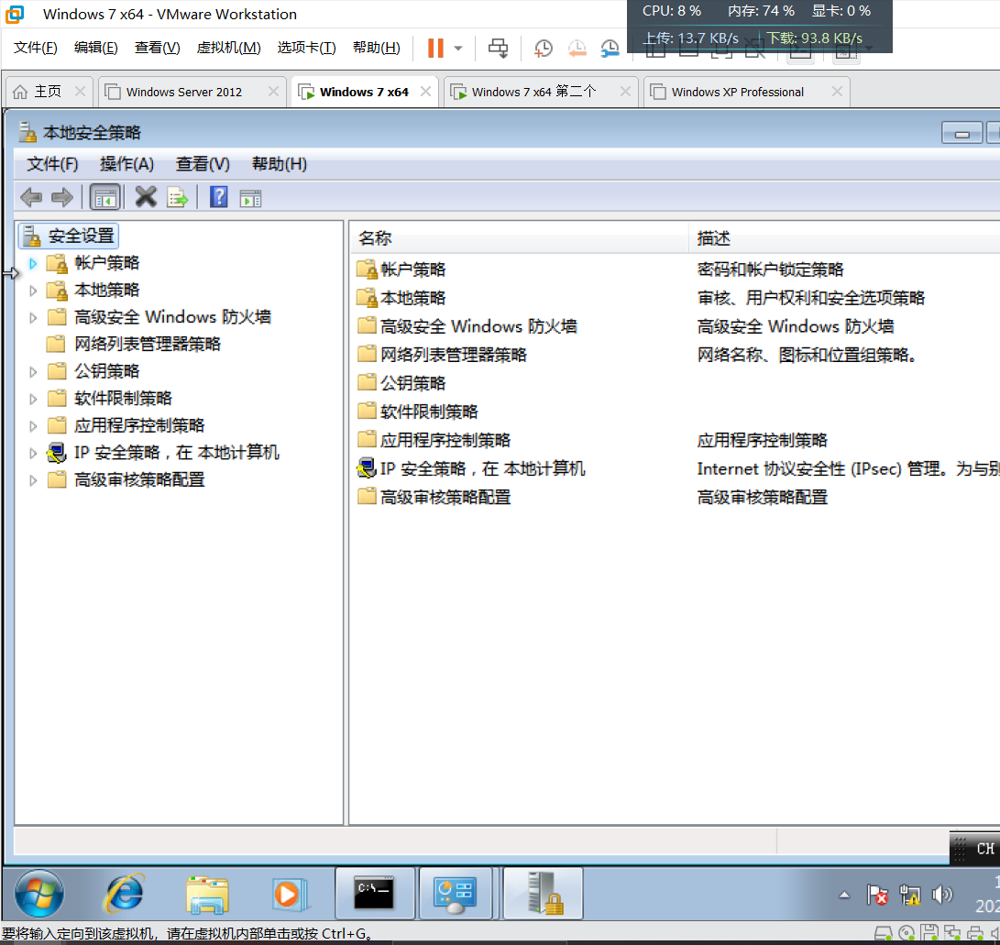 Windows 7 x64 - VMware Workstation
CPU: 8 % 内存: 74 % 显卡: 0 %
上传: 13.7 KB/s 下载: 93.8 KB/s
文件(F) 编辑(E) 查看(V) 虚拟机(M) 选项卡(T) 帮助(H)
主页 Windows Server 2012 Windows 7 x64 Windows 7 x64 第二个 Windows XP Professional
本地安全策略
文件(F) 操作(A) 查看(V) 帮助(H)
安全设置
帐户策略
本地策略
高级安全 Windows 防火墙
网络列表管理器策略
公钥策略
软件限制策略
应用程序控制策略
IP 安全策略，在 本地计算机
高级审核策略配置
名称 描述
帐户策略 密码和帐户锁定策略
本地策略 审核、用户权利和安全选项策略
高级安全 Windows 防火墙 高级安全 Windows 防火墙
网络列表管理器策略 网络名称、图标和位置组策略。
公钥策略
软件限制策略
应用程序控制策略 应用程序控制策略
IP 安全策略，在 本地计算机 Internet 协议安全性 (IPsec) 管理。为与别
高级审核策略配置 高级审核策略配置
CH
C:\
要将输入定向到该虚拟机，请在虚拟机内部单击或按 Ctrl+G。